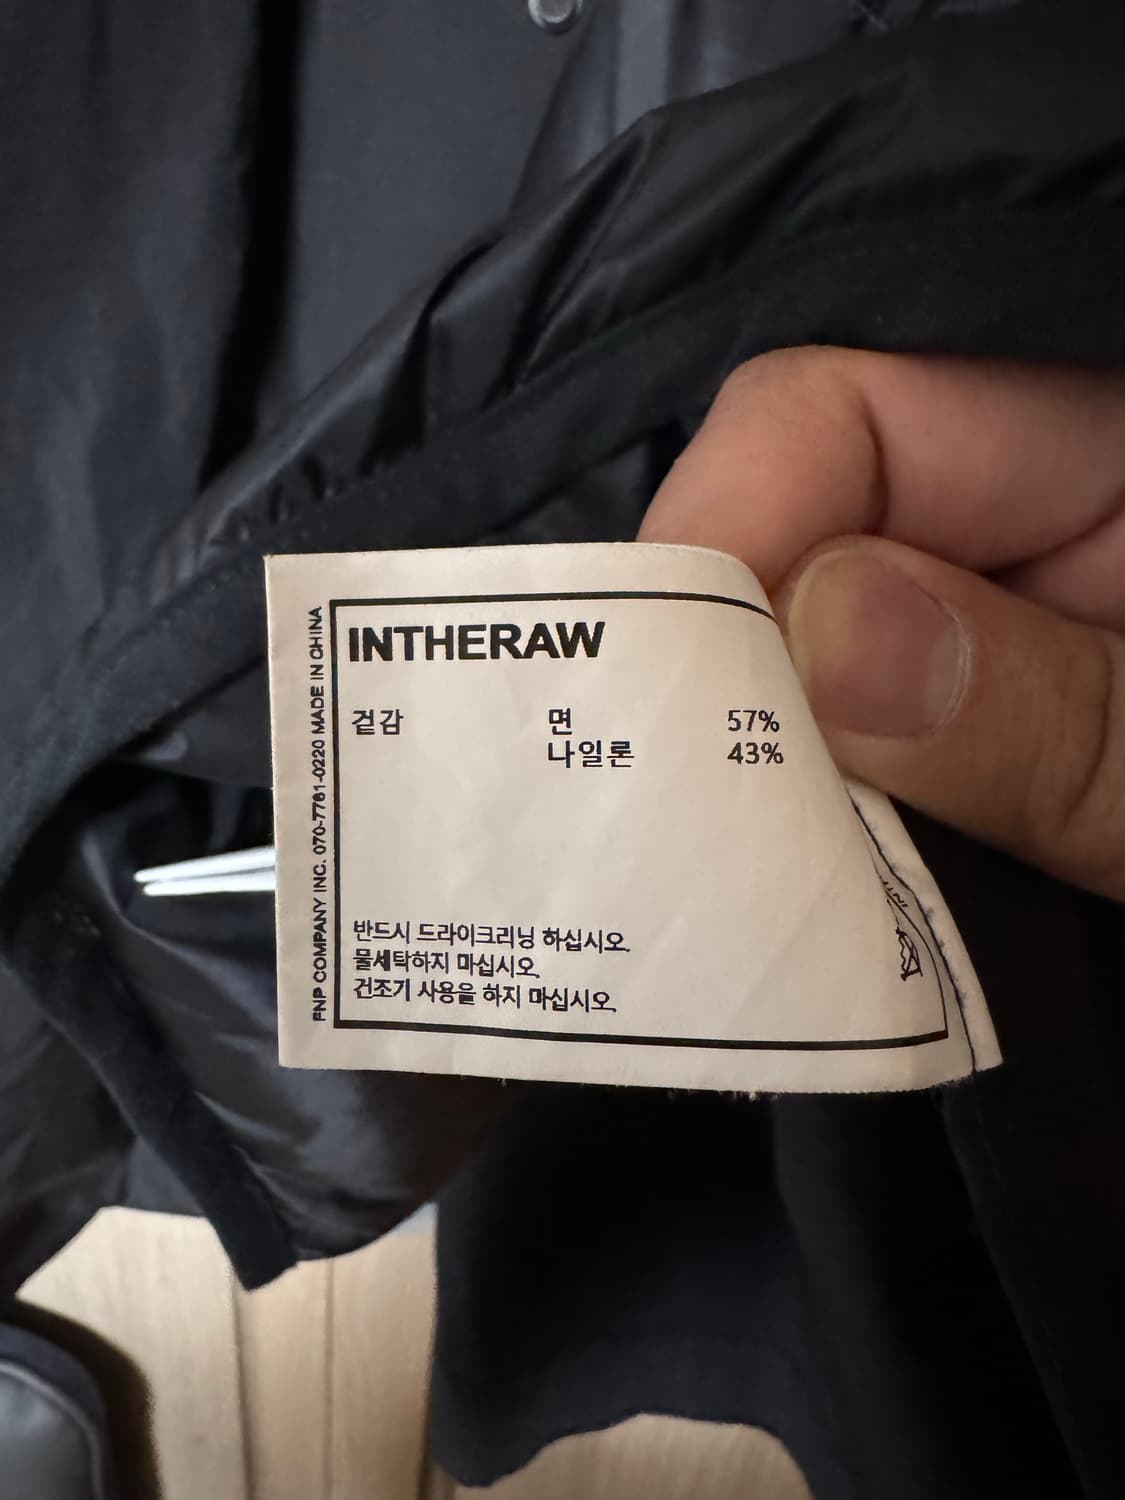 INTHERAW
겉감 면 57%
나일론 43%
반드시 드라이크리닝 하십시오.
물세탁하지 마십시오.
건조기 사용을 하지 마십시오.
FNP COMPANY INC. 070-7761-0220 MADE IN CHINA